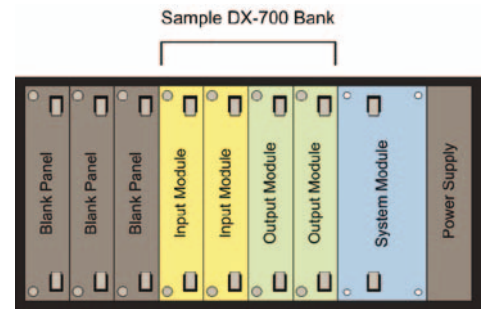 Sample DX-700 Bank
Blank Panel
Blank Panel
Blank Panel
Input Module
Input Module
Output Module
Output Module
System Module
Power Supply